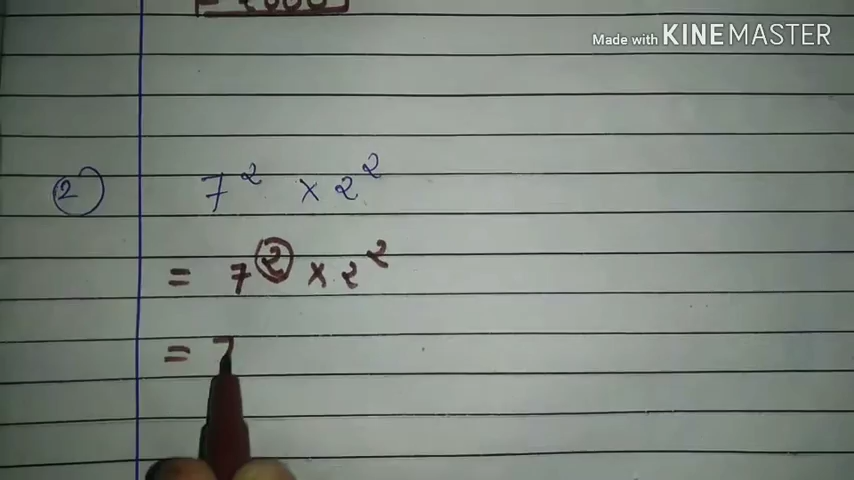 Made with KINEMASTER
② 7² × 2²
= 7² × 2²
= 7